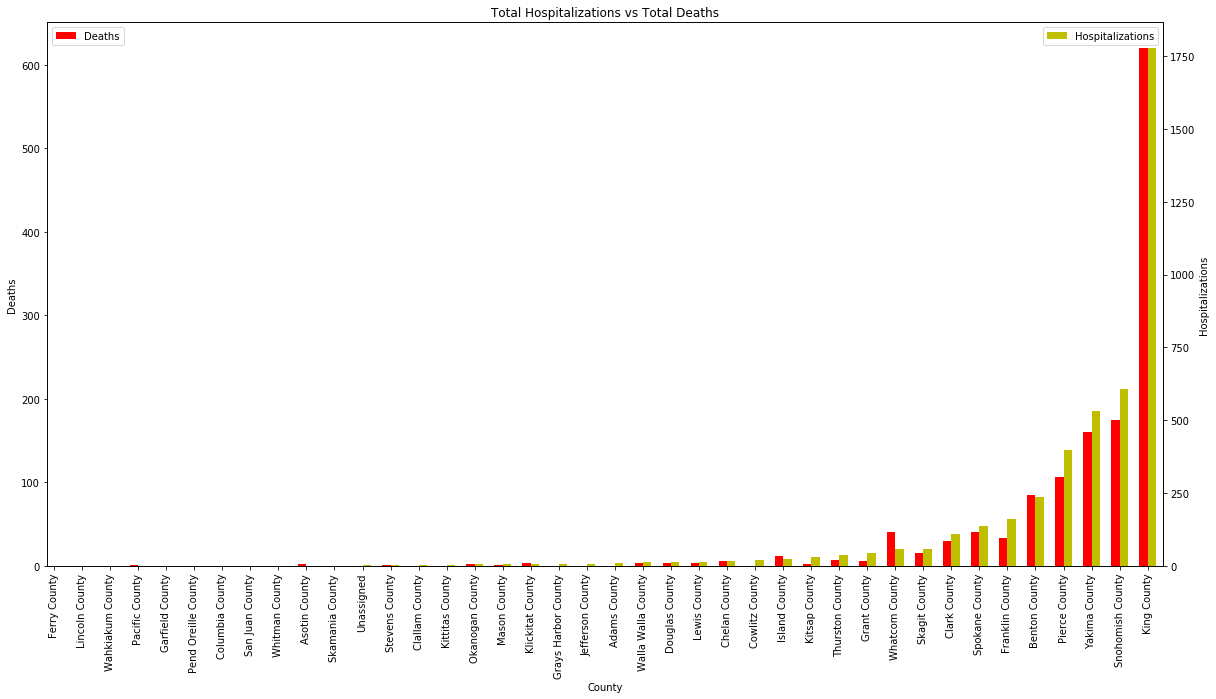 Total Hospitalizations vs Total Deaths
Deaths
Hospitalizations
600
500
400
300
200
100
0
Deaths
1750
1500
1250
1000
750
500
250
0
Hospitalizations
Ferry County
Lincoln County
Wahkiakum County
Pacific County
Garfield County
Pend Oreille County
Columbia County
San Juan County
Whitman County
Asotin County
Skamania County
Unassigned
Stevens County
Clallam County
Kittitas County
Okanogan County
Mason County
Klickitat County
Grays Harbor County
Jefferson County
Adams County
Walla Walla County
Douglas County
Lewis County
Chelan County
Cowlitz County
Island County
Kitsap County
Thurston County
Grant County
Whatcom County
Skagit County
Clark County
Spokane County
Franklin County
Benton County
Pierce County
Yakima County
Snohomish County
King County
County